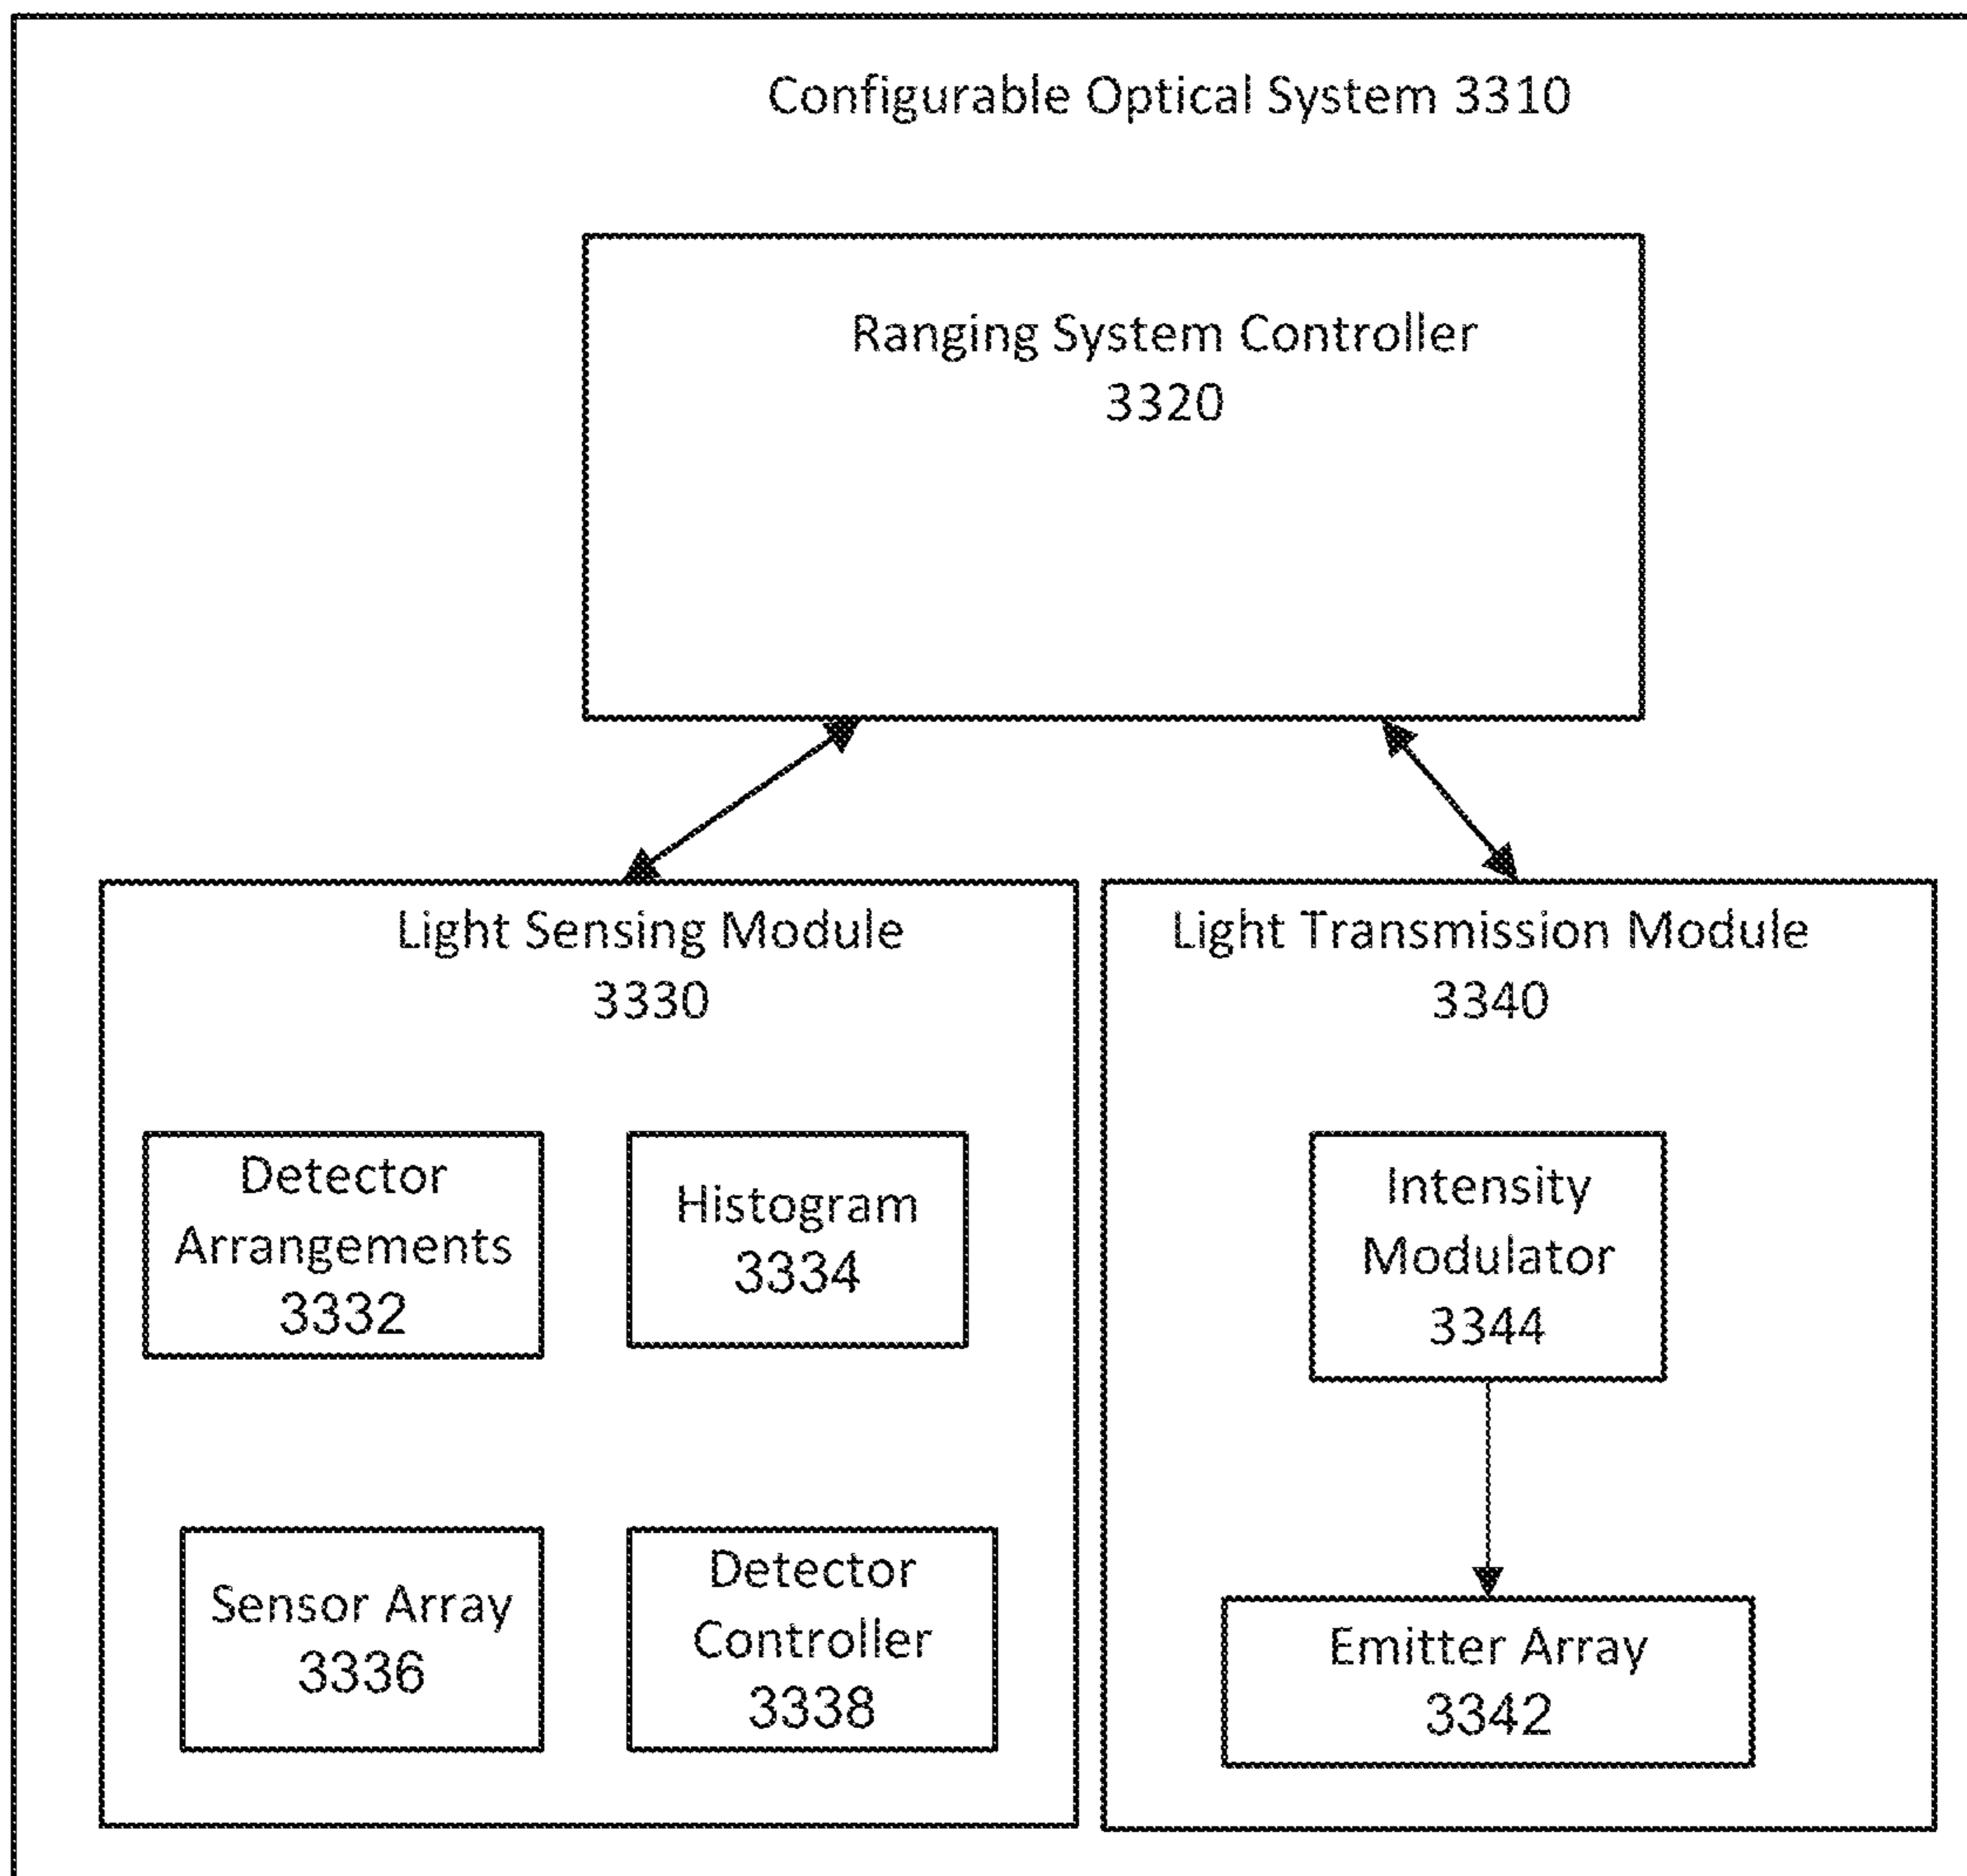 Configurable Optical System 3310
Ranging System Controller
3320
Light Sensing Module
3330
Detector
Arrangements
3332
Histogram
3334
Sensor Array
3336
Detector
Controller
3338
Light Transmission Module
3340
Intensity
Modulator
3344
Emitter Array
3342